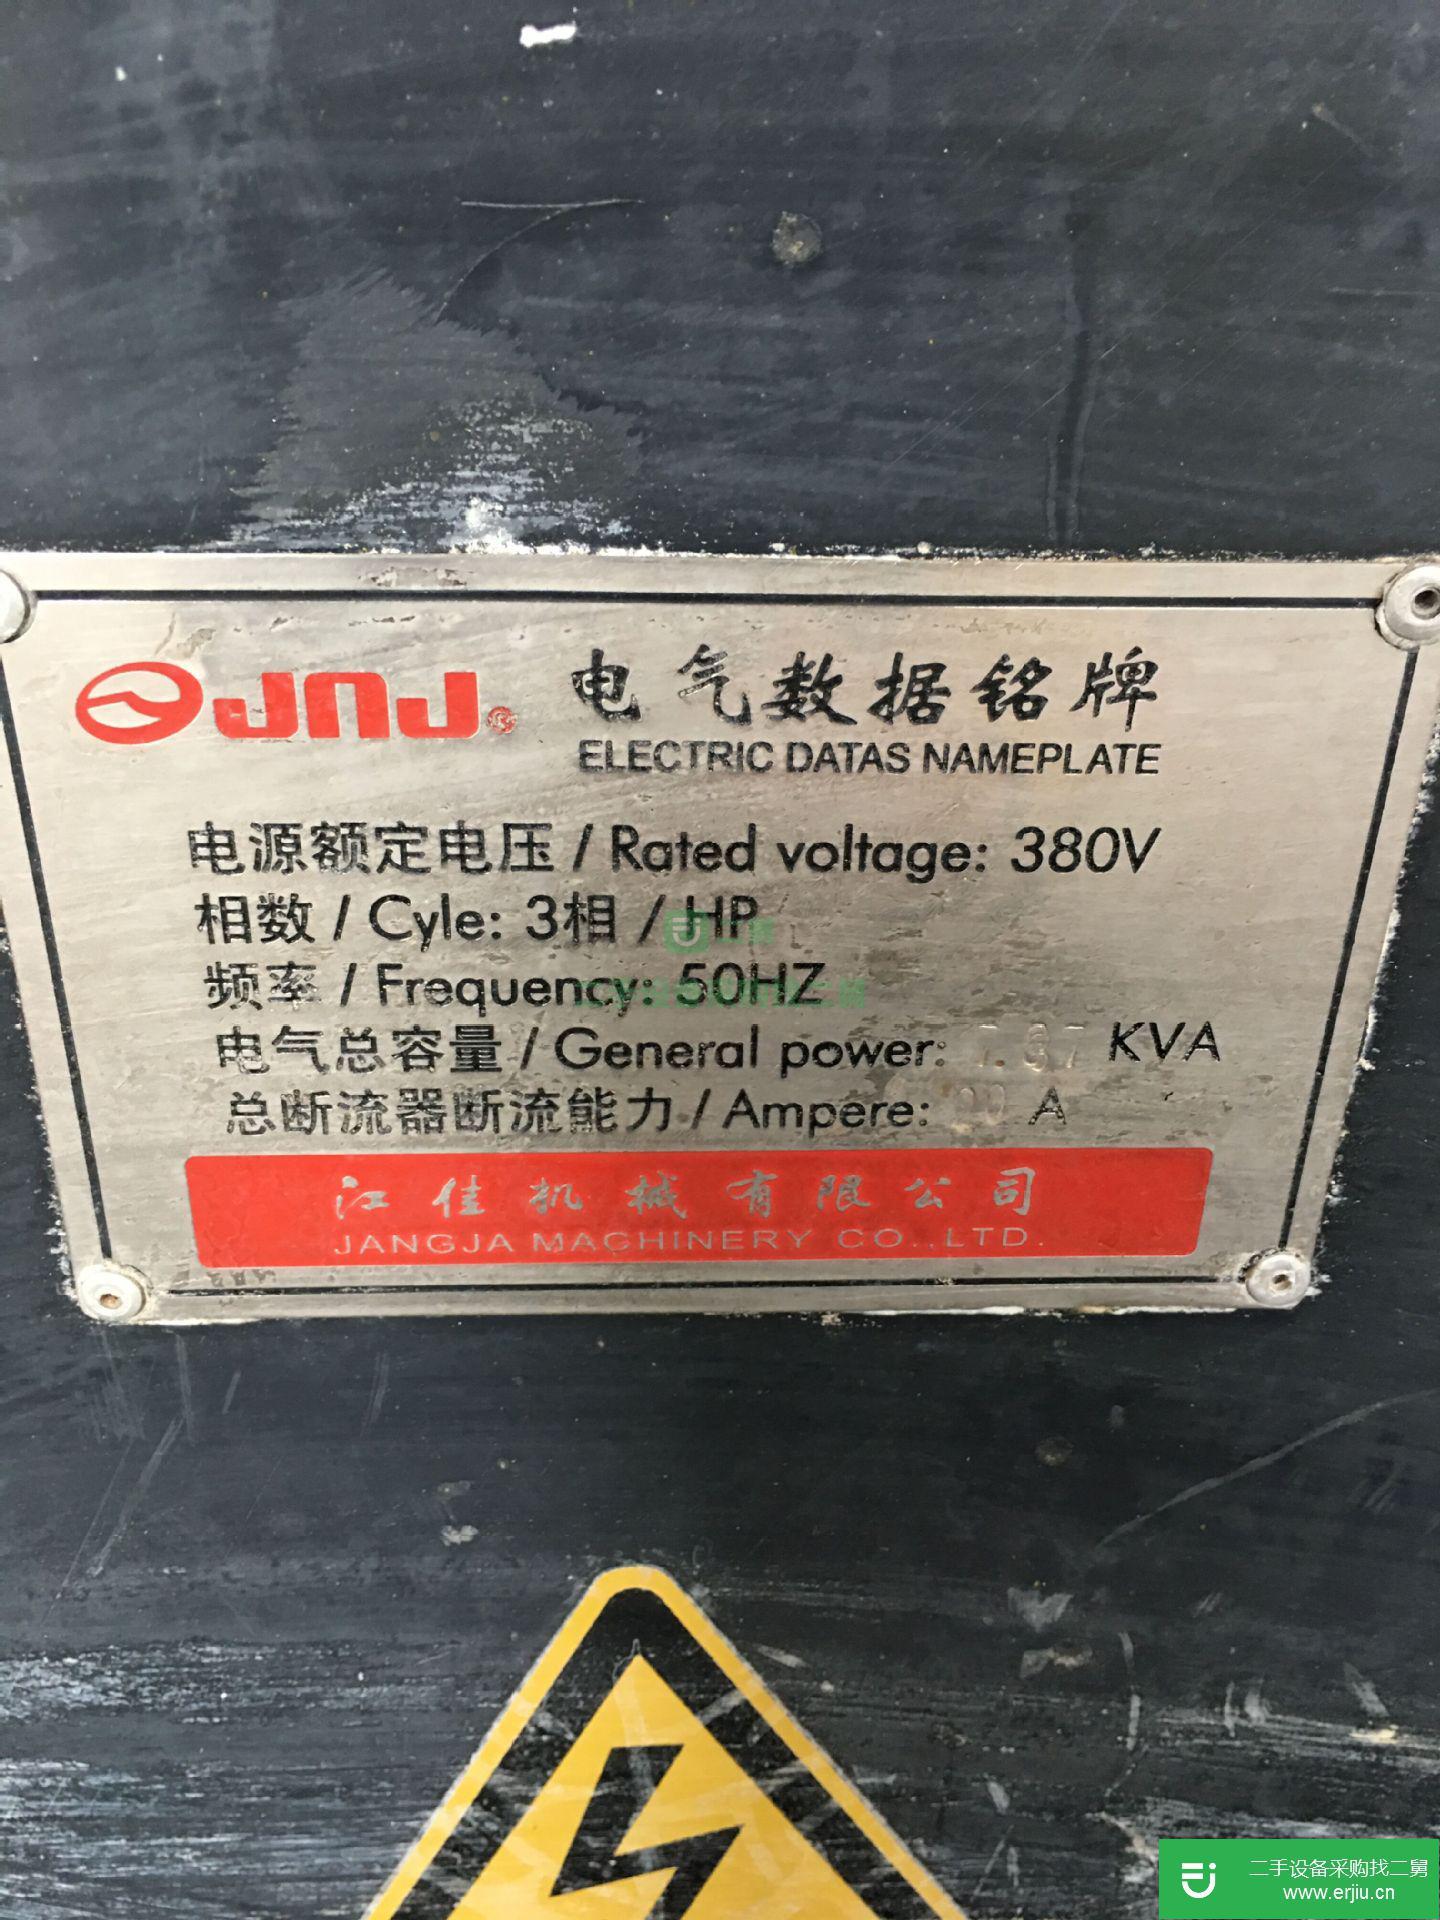 JNJ® 电气数据铭牌
ELECTRIC DATAS NAMEPLATE
电源额定电压 / Rated voltage: 380V
相数 / Cyle: 3相 / HP
频率 / Frequency: 50HZ
电气总容量 / General power: KVA
总断流器断流能力 / Ampere: A
江佳机械有限公司
JANGJA MACHINERY CO.,LTD.
二手设备采购找二舅
www.erjiu.cn